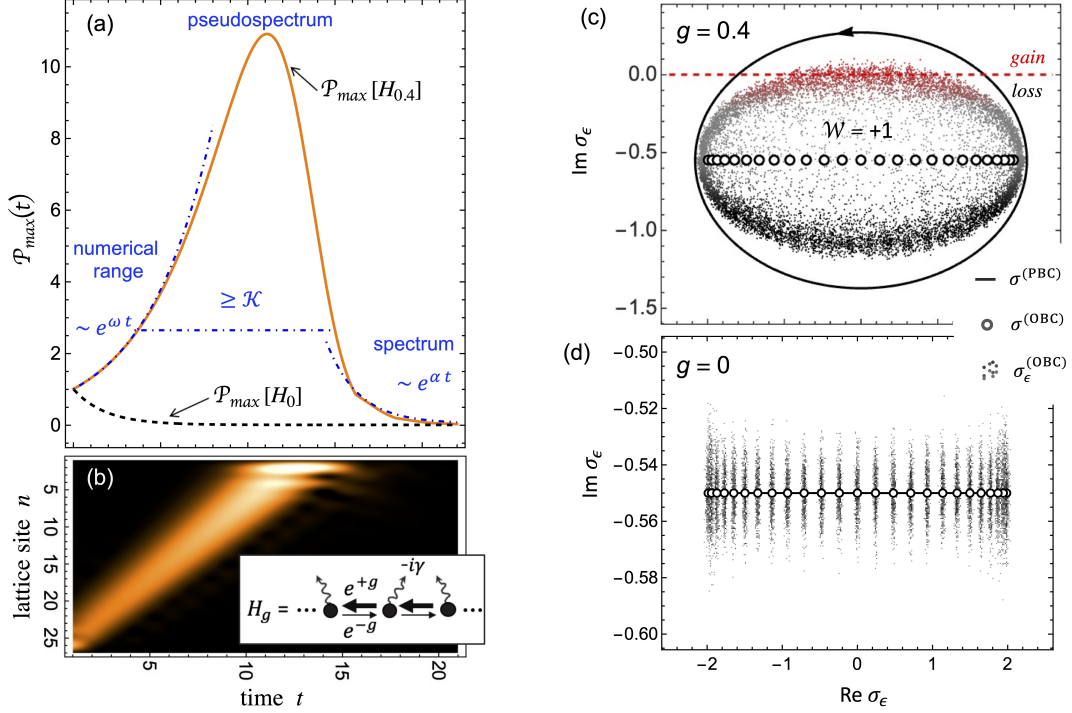 (a)
pseudospectrum
𝒫max [H0.4]
numerical
range
~ e^{ω t}
≥ 𝒦
spectrum
~ e^{α t}
𝒫max [H0]
𝒫max(t)
10
8
6
4
2
0
(b)
lattice site n
5
10
15
20
25
Hg =
e^{+g}
e^{-g}
-iγ
5
10
15
20
time t
(c)
g = 0.4
gain
loss
𝒲 = +1
Im σϵ
0.0
-0.5
-1.0
-1.5
σ^(PBC)
σ^(OBC)
σϵ^(OBC)
(d)
g = 0
Im σϵ
-0.50
-0.52
-0.54
-0.56
-0.58
-0.60
-2
-1
0
1
2
Re σϵ